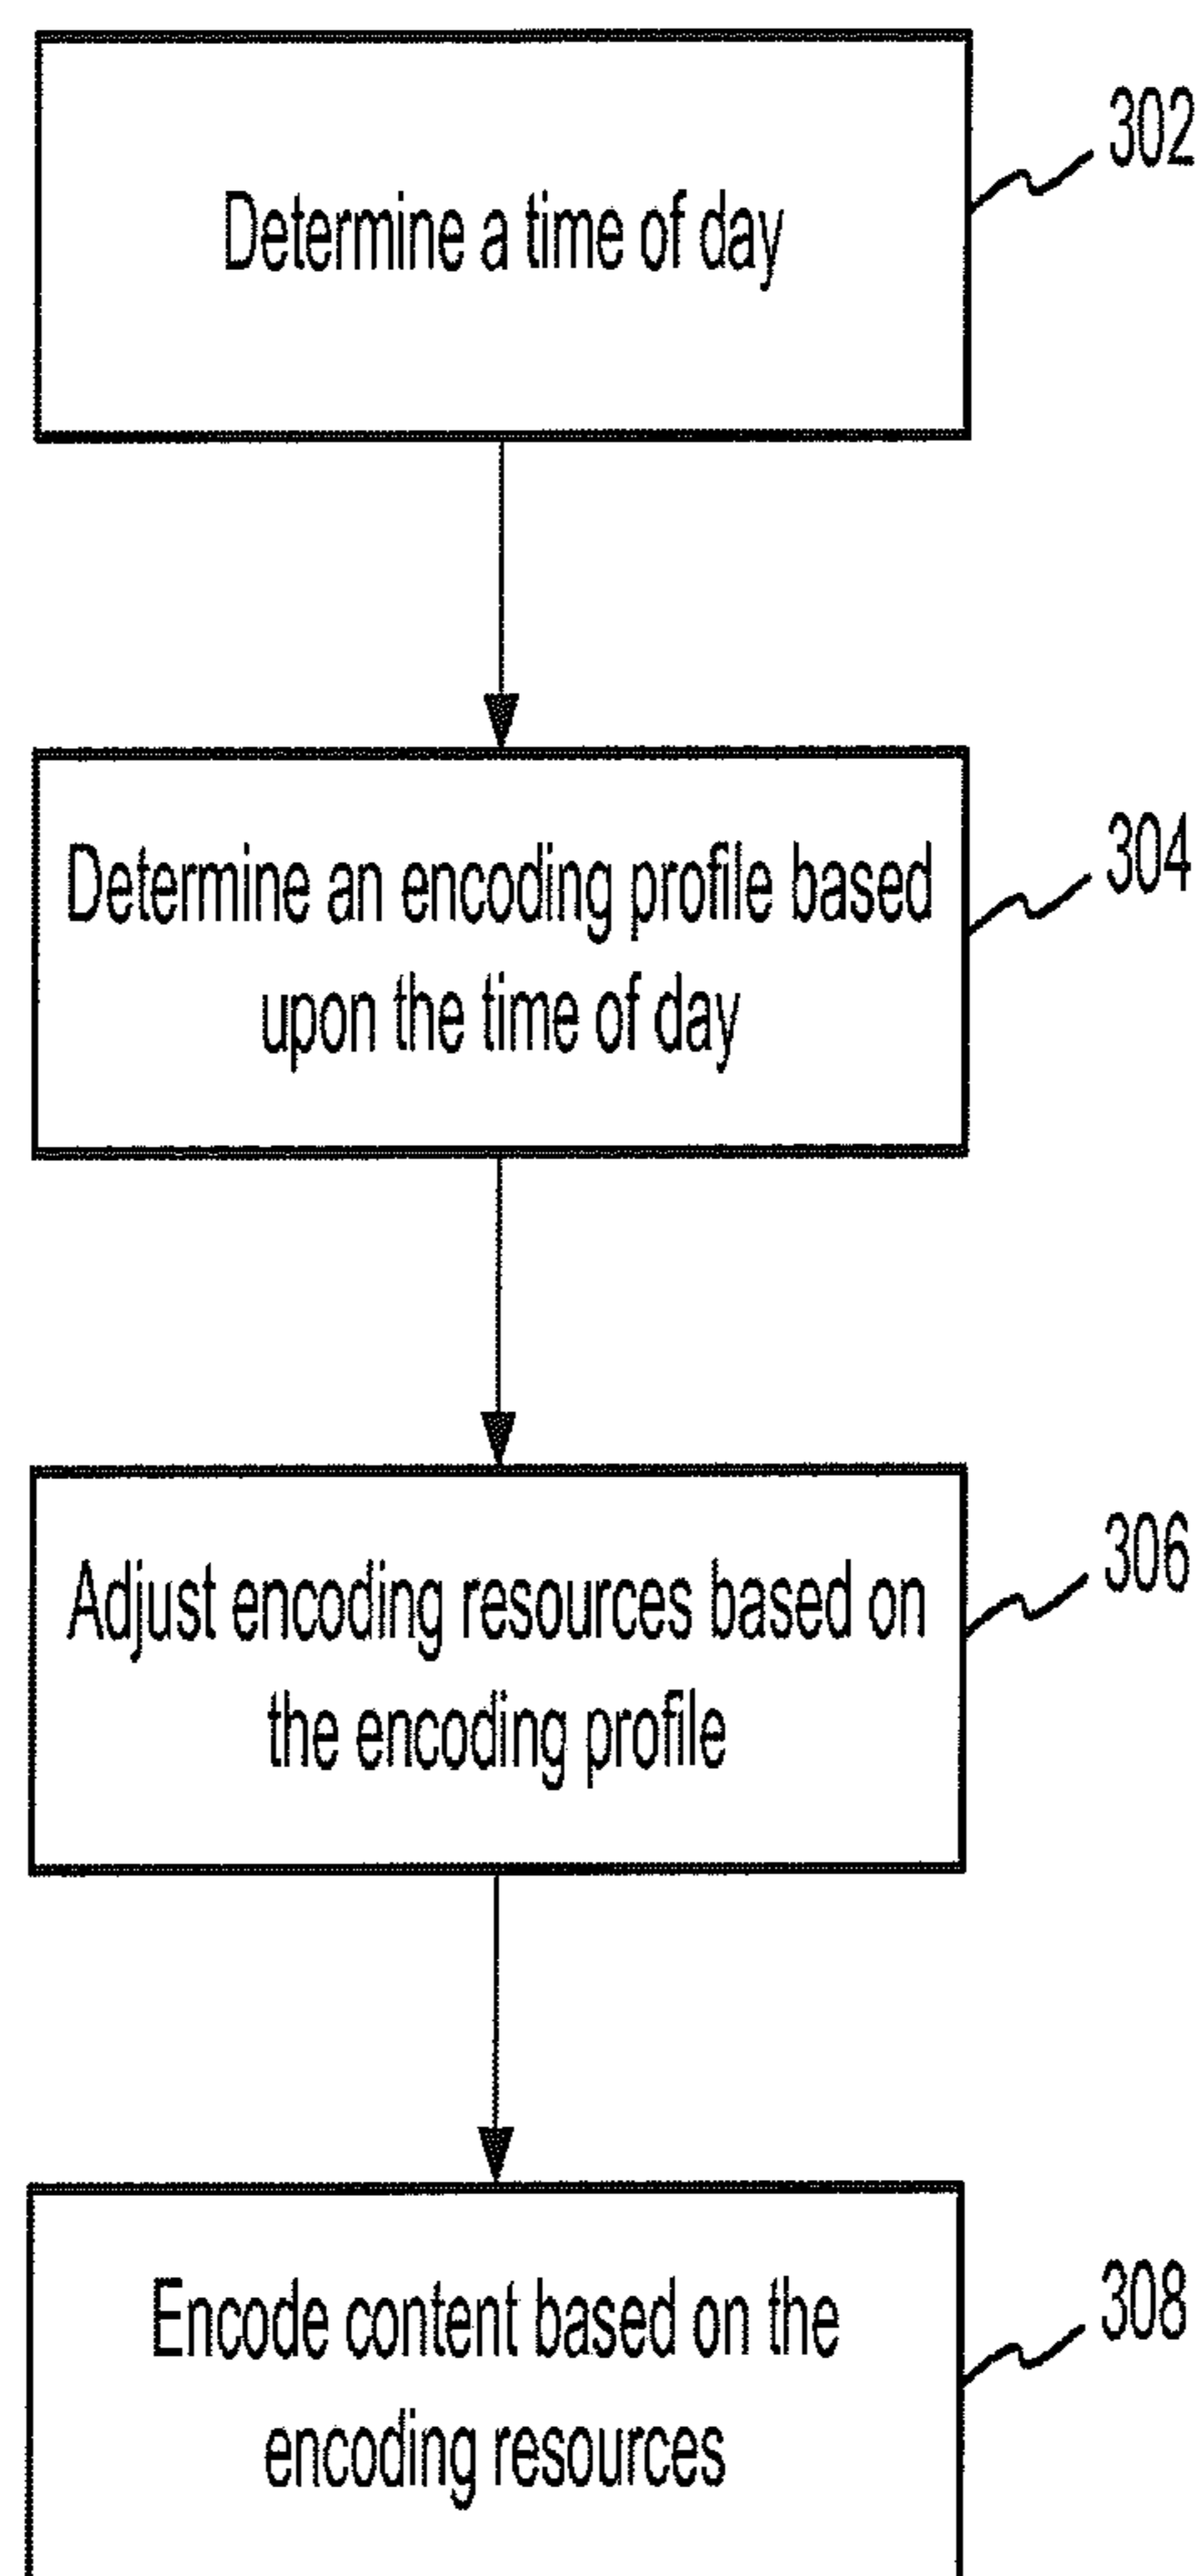 302
Determine a time of day
304
Determine an encoding profile based
upon the time of day
306
Adjust encoding resources based on
the encoding profile
308
Encode content based on the
encoding resources